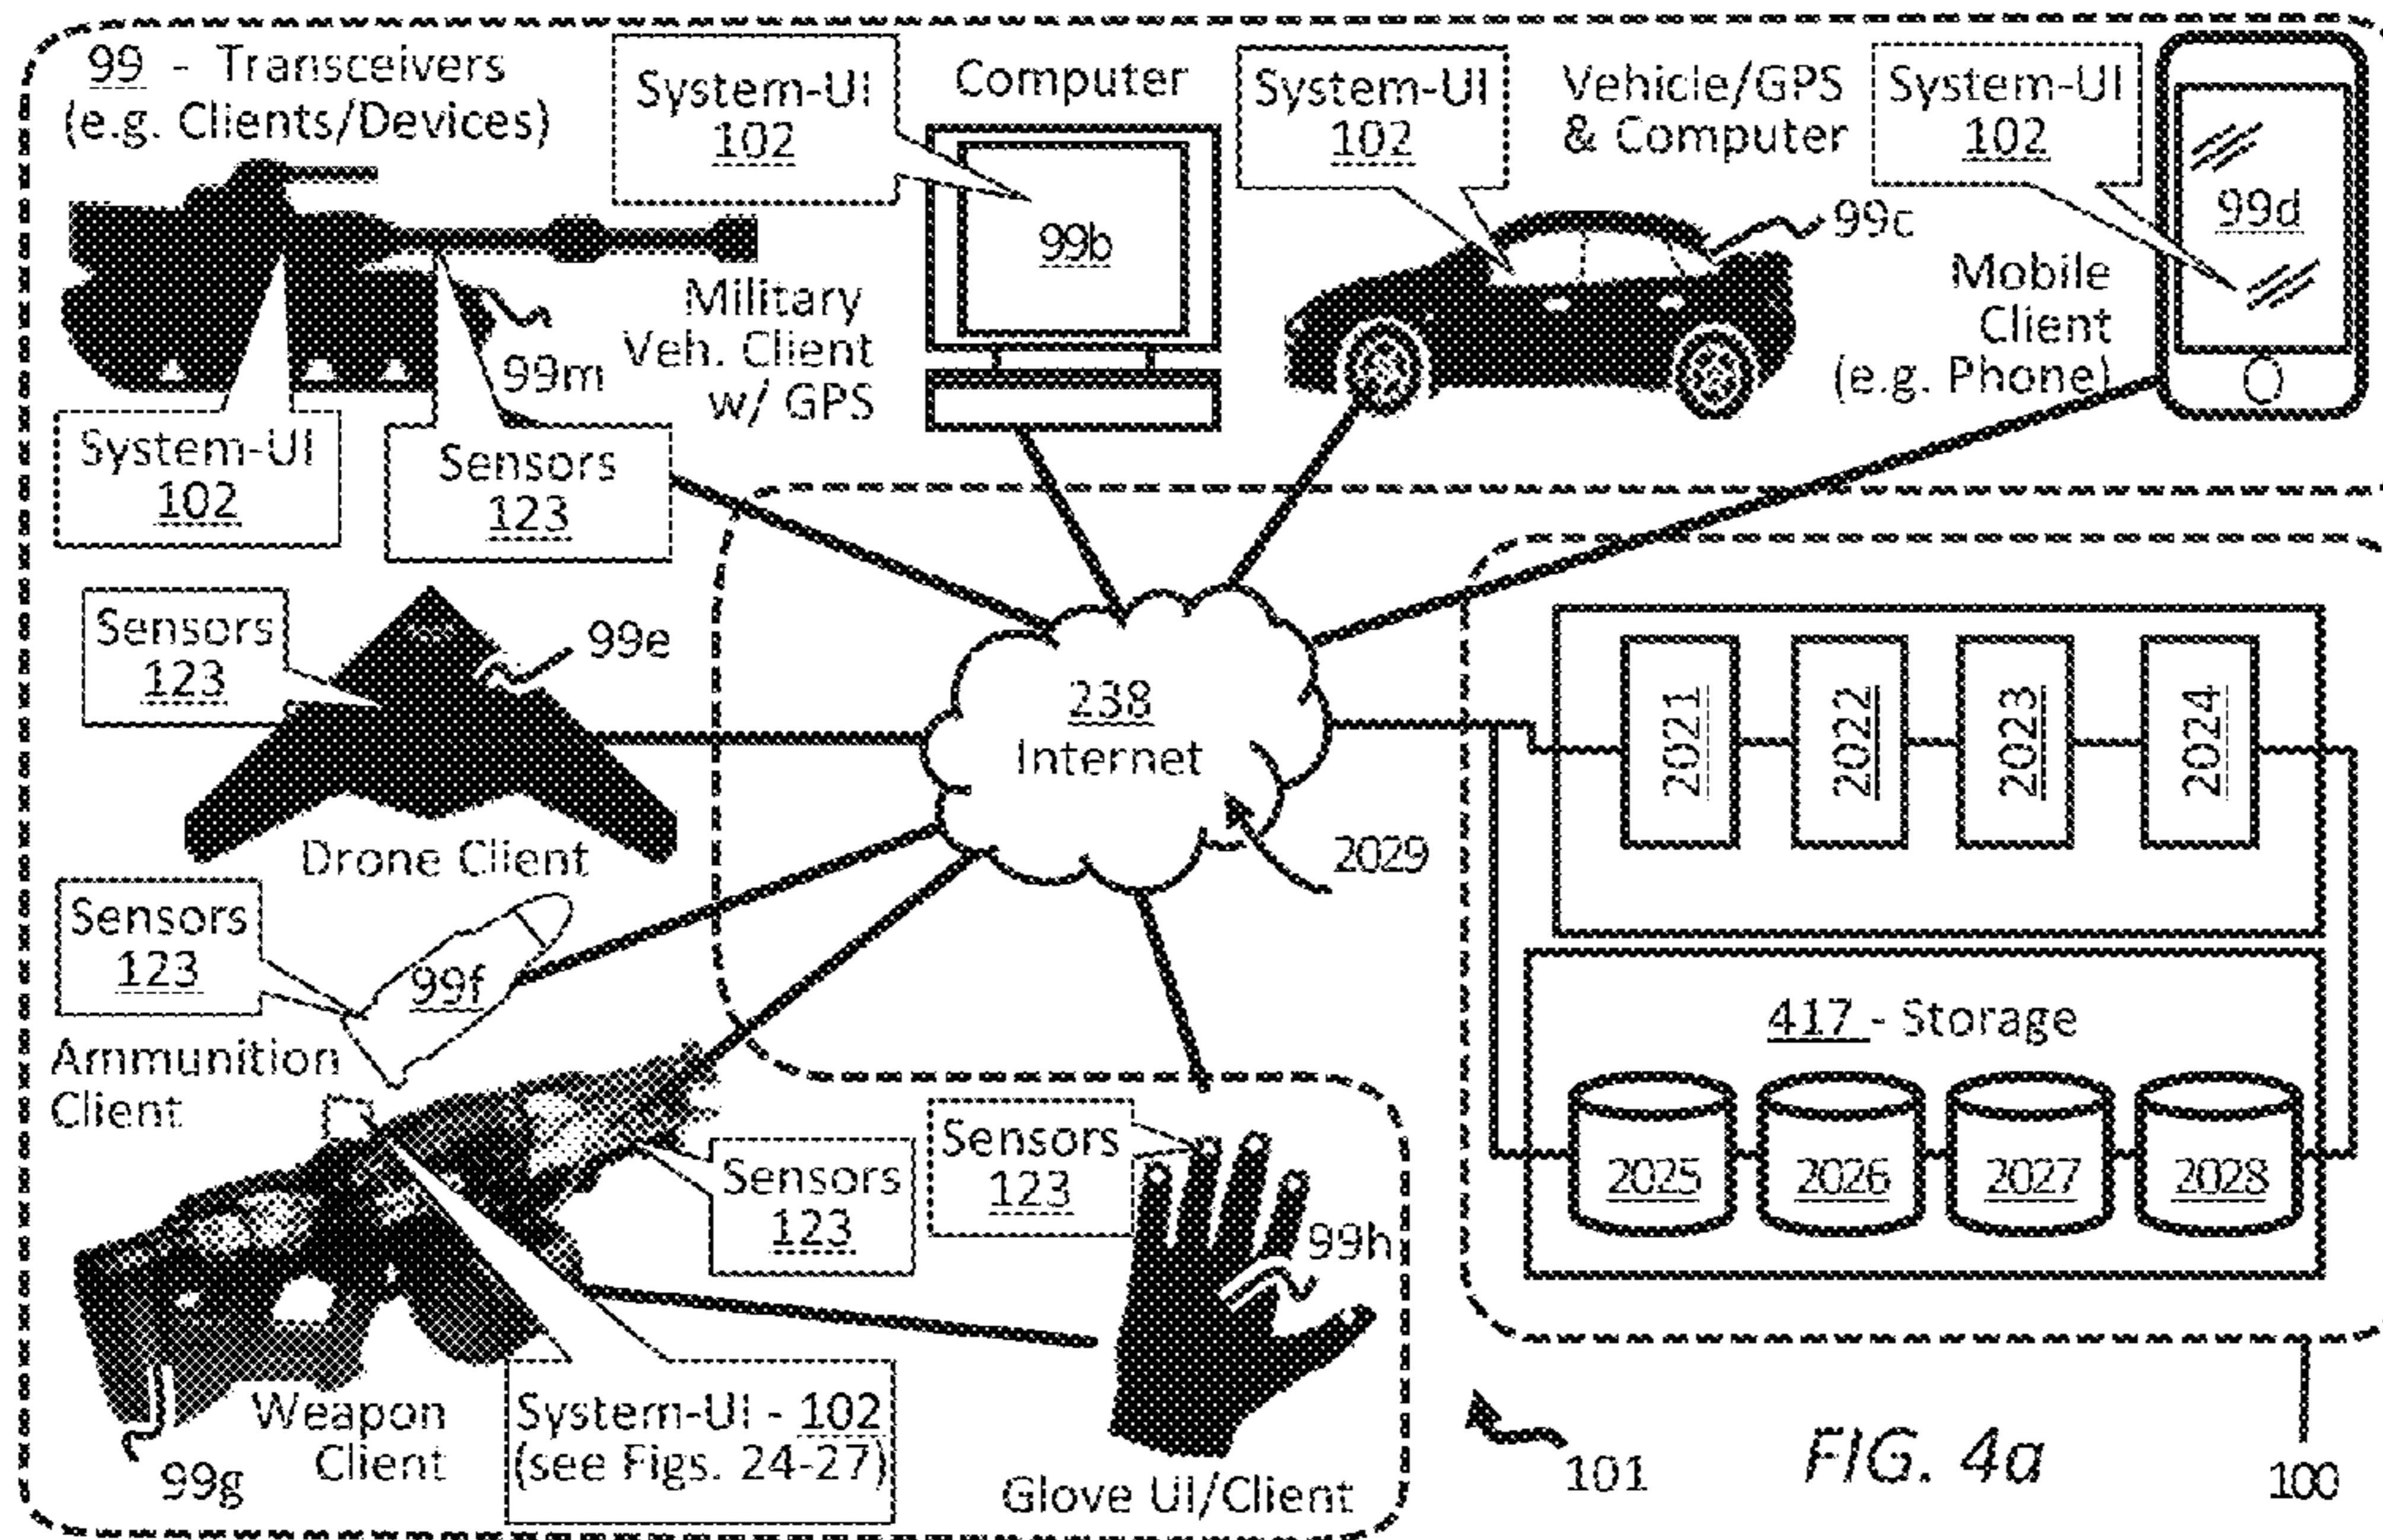 99 - Transceivers
(e.g. Clients/Devices)
System-UI
102
Computer
99b
System-UI
102
Vehicle/GPS
& Computer
99c
System-UI
102
99d
Mobile
Client
(e.g. Phone)
Military
Veh. Client
w/ GPS
99m
System-UI
102
Sensors
123
Sensors
123
99e
Drone Client
238
Internet
2029
2021
2022
2023
2024
417 - Storage
2025
2026
2027
2028
Sensors
123
99f
Ammunition
Client
Sensors
123
Sensors
123
99h
Weapon
Client
99g
System-UI - 102
(see Figs. 24-27)
Glove UI/Client
101
FIG. 4a
100